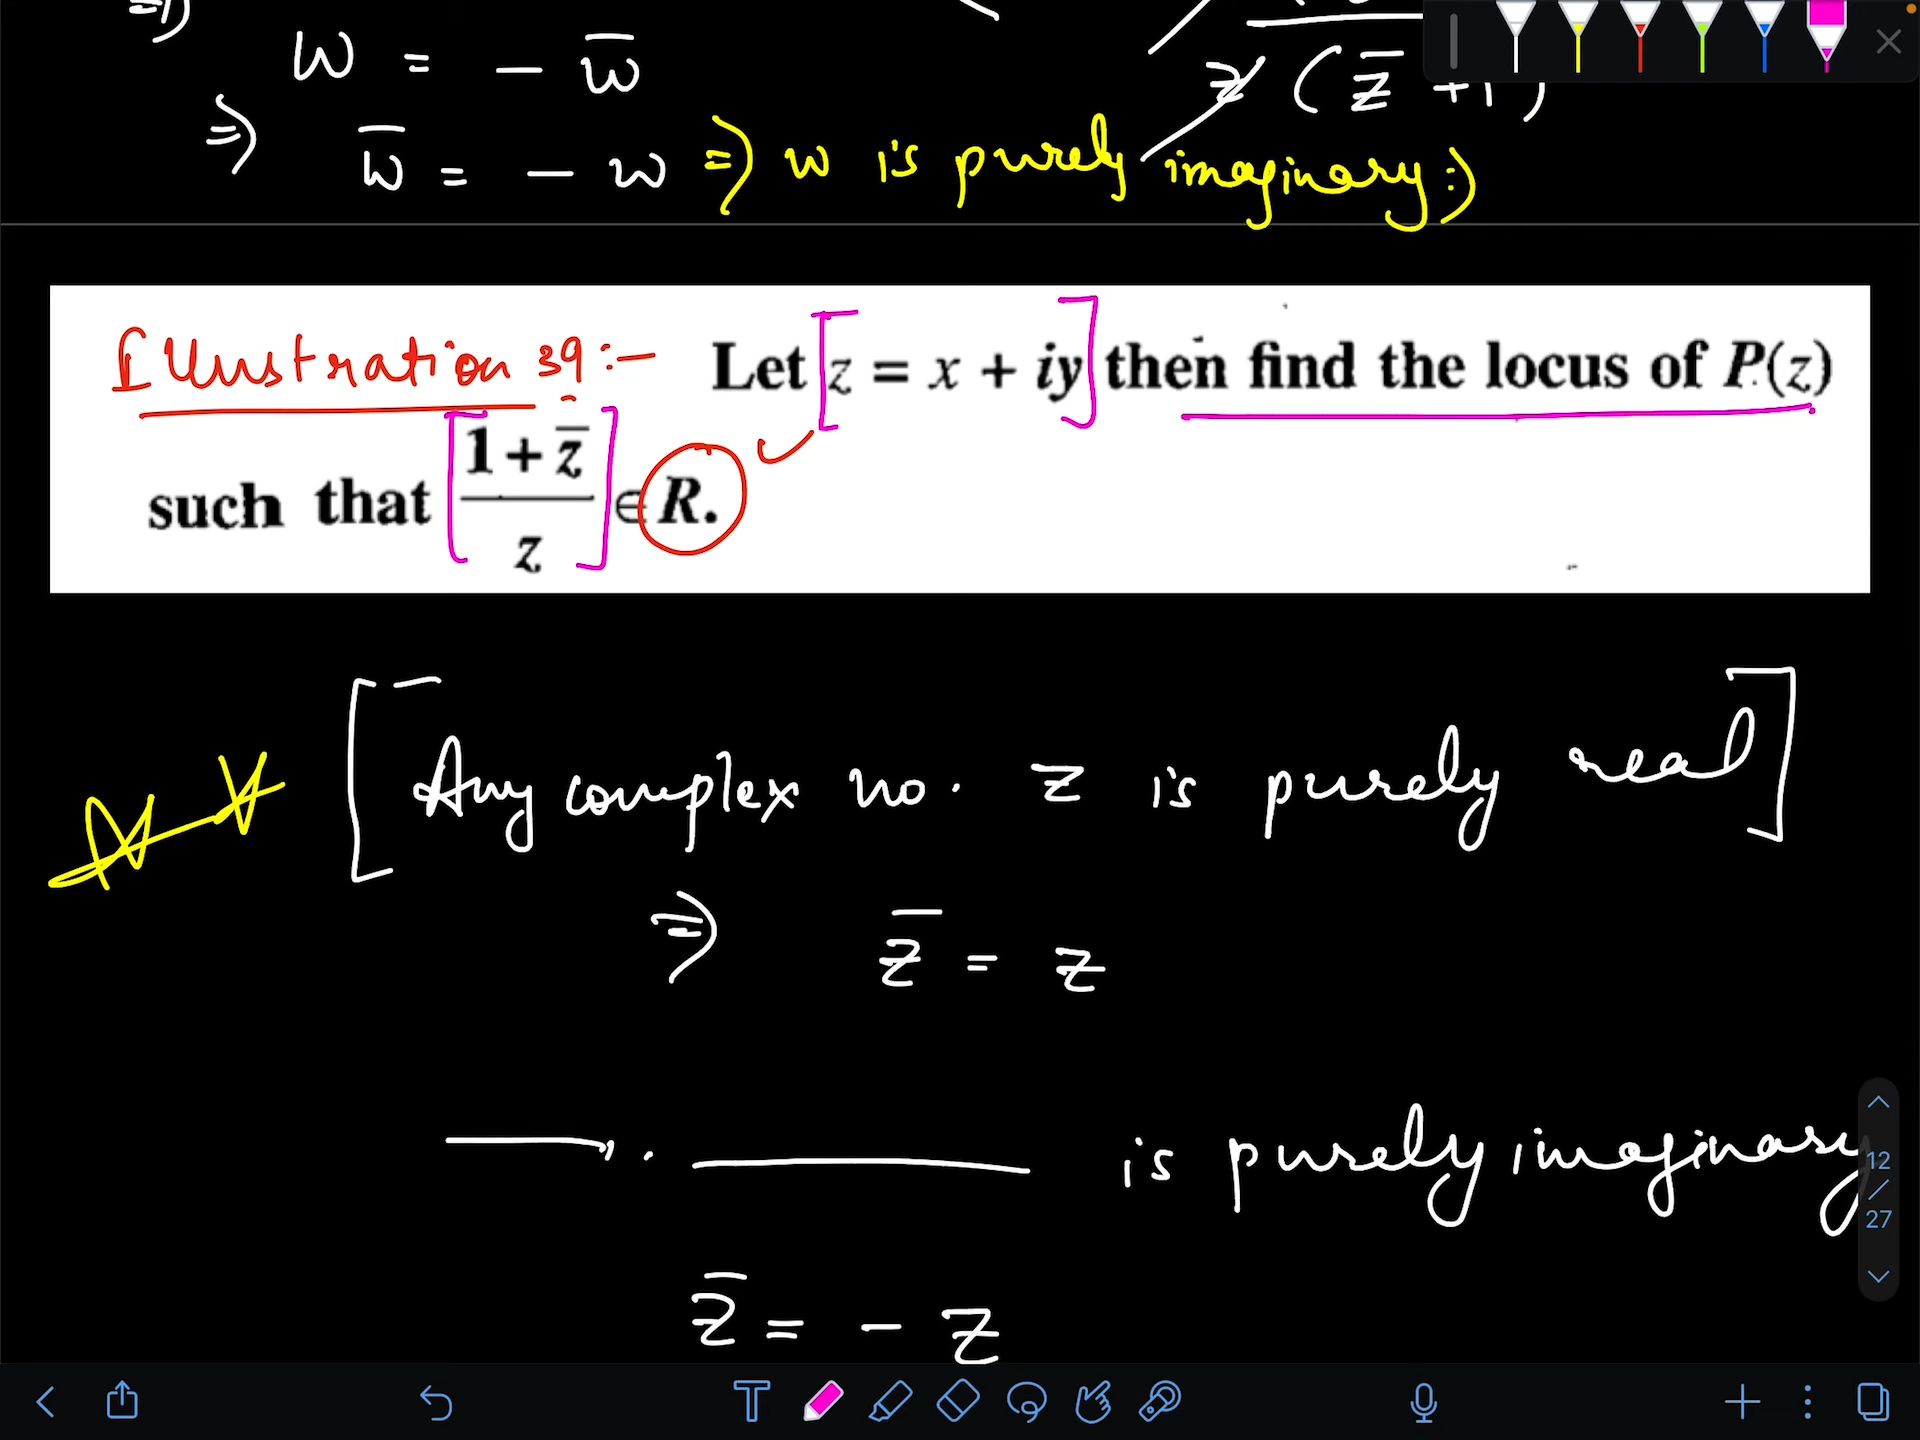 =)
w = - w̅
z̅ ( z̅ +1 )
=) w̅ = - w =) w is purely imaginary :)
Illustration 39 :- Let [z = x + iy] then find the locus of P(z)
such that [(1 + z̅)/z] ∈ R.
[Any complex no. z is purely real]
=) z̅ = z
is purely imaginary
z̅ = - z
12
/
27
T